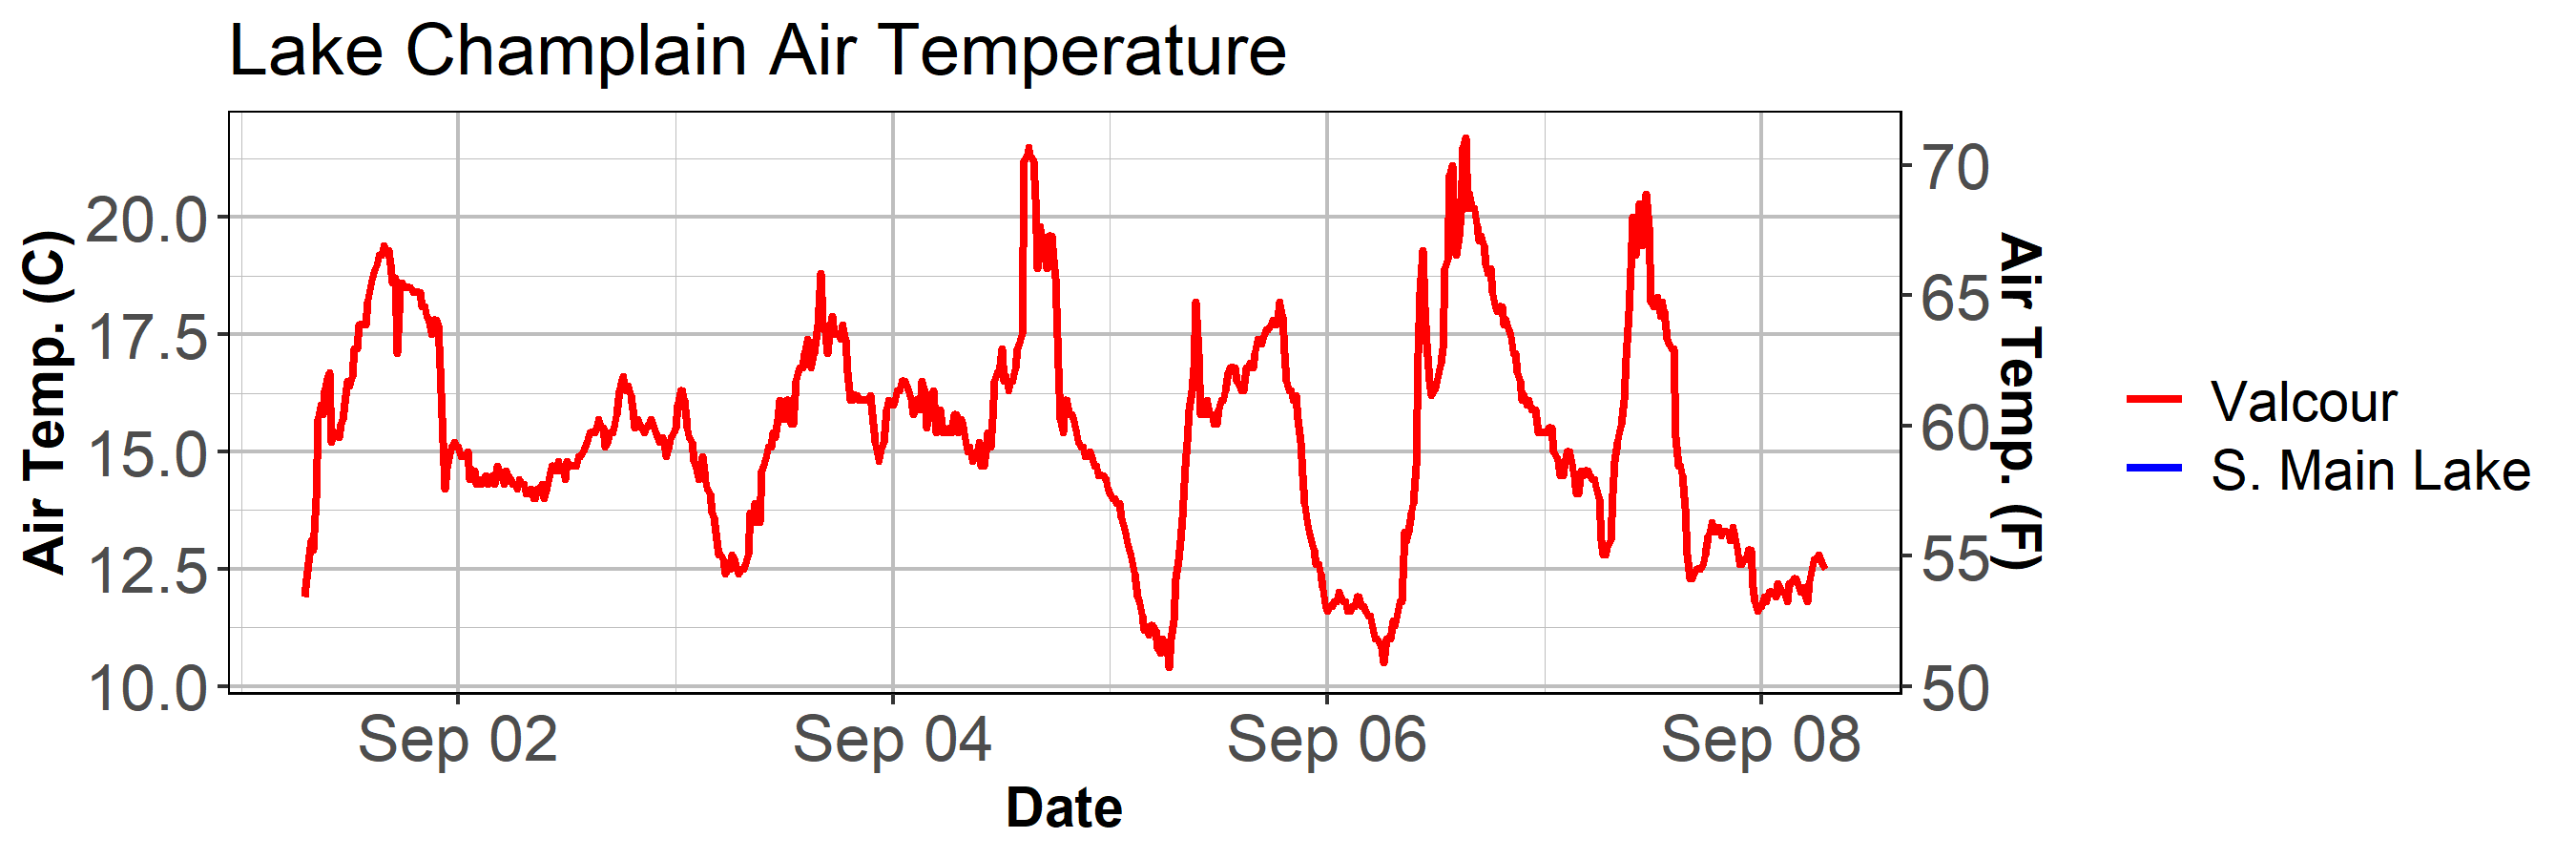 Lake Champlain Air Temperature
Air Temp. (C)
20.0
17.5
15.0
12.5
10.0
70
65
60
55
50
Air Temp. (F)
Sep 02 Sep 04 Sep 06 Sep 08
Date
Valcour
S. Main Lake